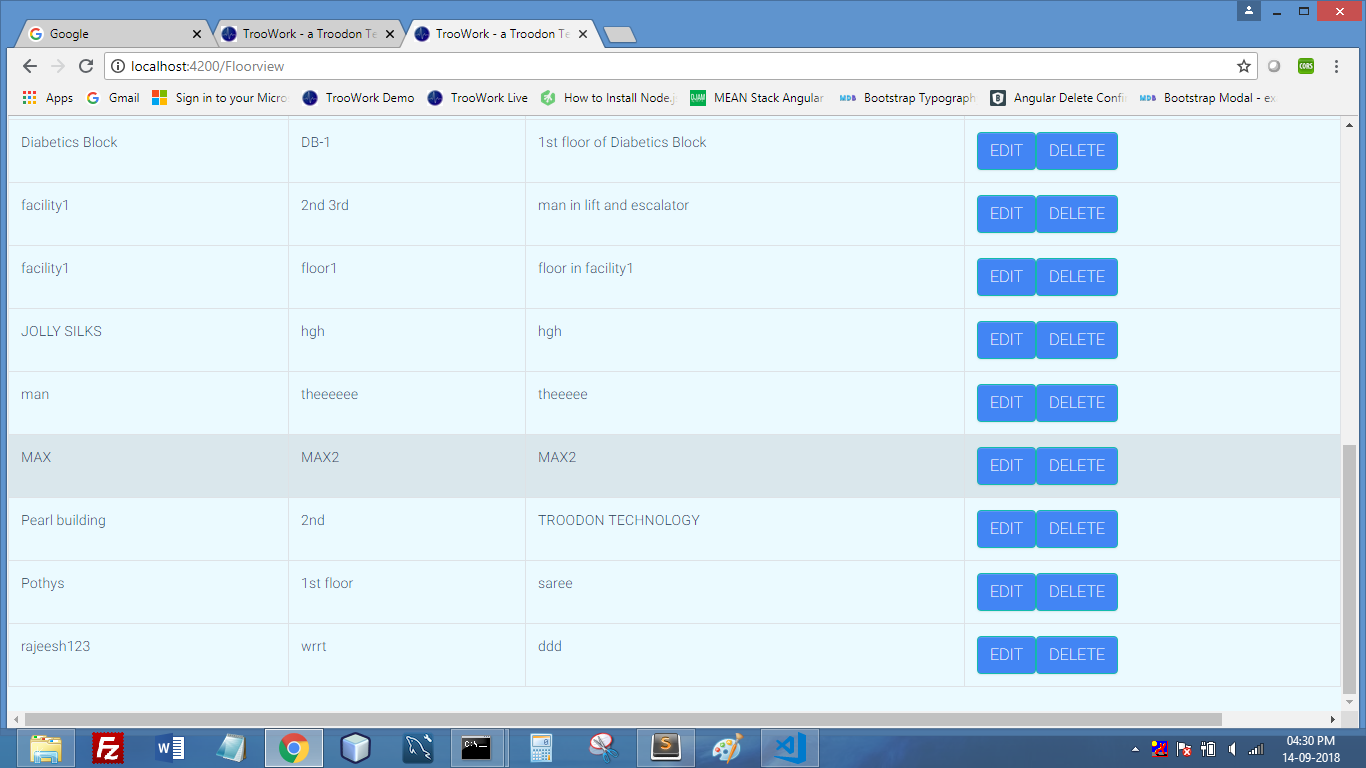 Google
TrooWork - a Troodon Te
TrooWork - a Troodon Te
localhost:4200/Floorview
CORS
Apps Gmail Sign in to your Micro TrooWork Demo TrooWork Live How to Install Node.j MEAN Stack Angular MDB Bootstrap Typograph Angular Delete Confi MDB Bootstrap Modal - ex
Diabetics Block DB-1 1st floor of Diabetics Block EDIT DELETE
facility1 2nd 3rd man in lift and escalator EDIT DELETE
facility1 floor1 floor in facility1 EDIT DELETE
JOLLY SILKS hgh hgh EDIT DELETE
man theeeeee theeeee EDIT DELETE
MAX MAX2 MAX2 EDIT DELETE
Pearl building 2nd TROODON TECHNOLOGY EDIT DELETE
Pothys 1st floor saree EDIT DELETE
rajeesh123 wrrt ddd EDIT DELETE
04:30 PM
14-09-2018